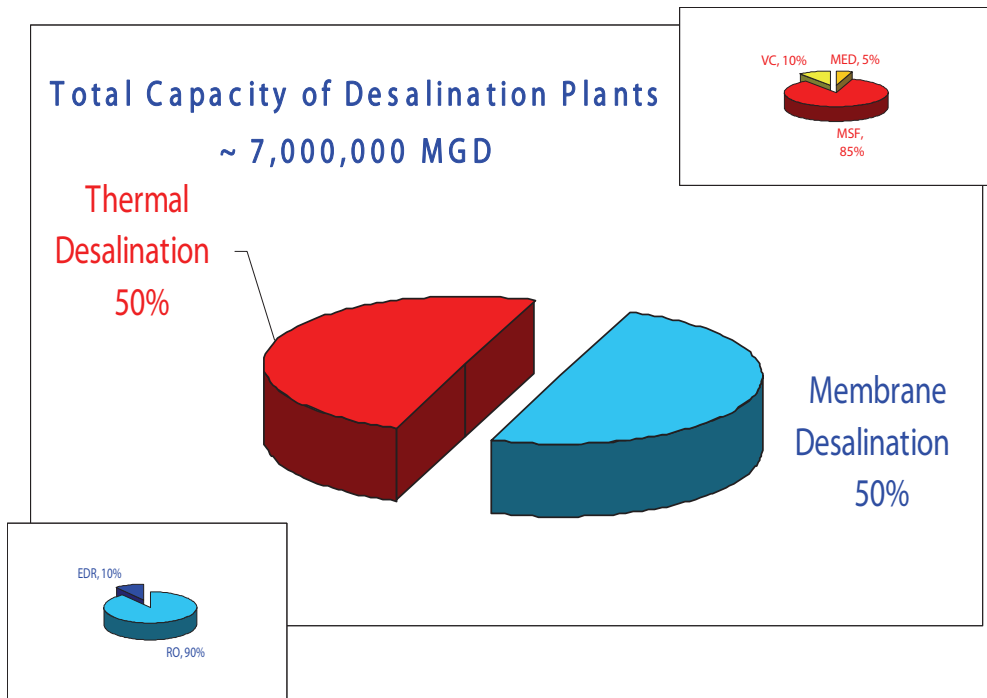 Total Capacity of Desalination Plants
~ 7,000,000 MGD
VC, 10%
MED, 5%
MSF,
85%
Thermal
Desalination
50%
Membrane
Desalination
50%
EDR, 10%
RO, 90%